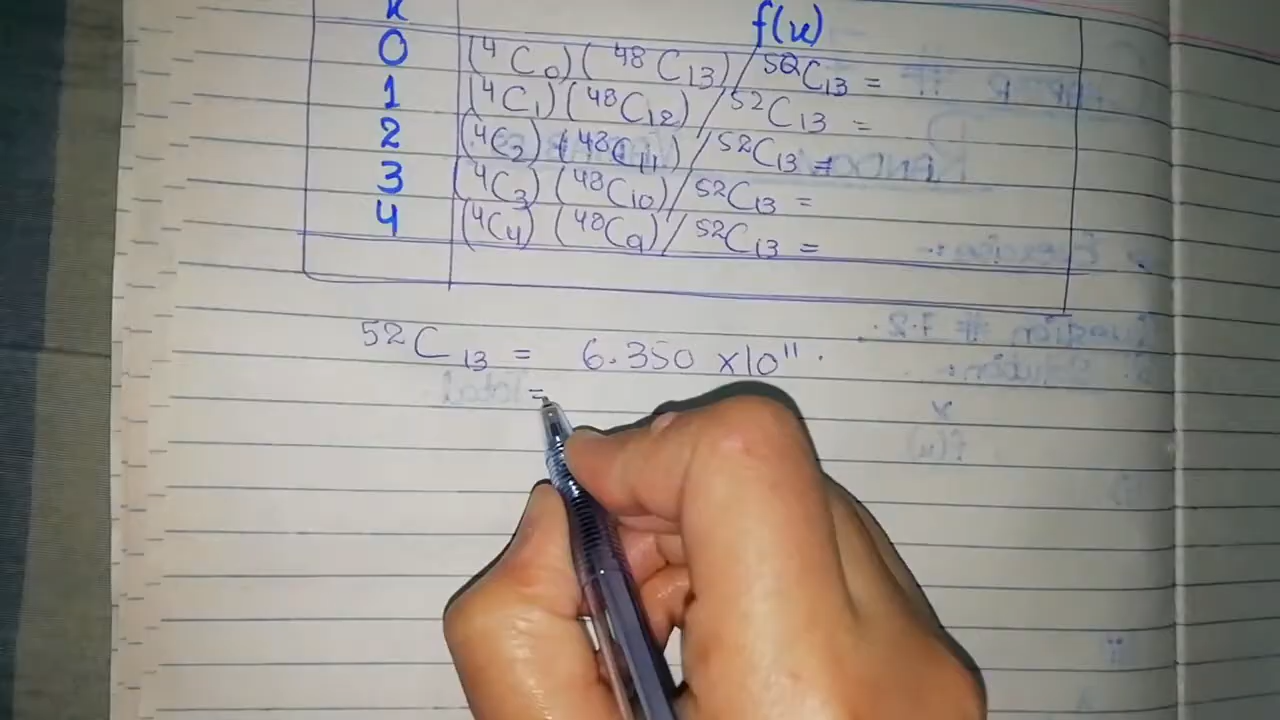 x f(x)
0 (⁴C₀)(⁴⁸C₁₃)/⁵²C₁₃ =
1 (⁴C₁)(⁴⁸C₁₂)/⁵²C₁₃ =
2 (⁴C₂)(⁴⁸C₁₁)/⁵²C₁₃ =
3 (⁴C₃)(⁴⁸C₁₀)/⁵²C₁₃ =
4 (⁴C₄)(⁴⁸C₉)/⁵²C₁₃ =
⁵²C₁₃ = 6.350 x10¹¹.
=